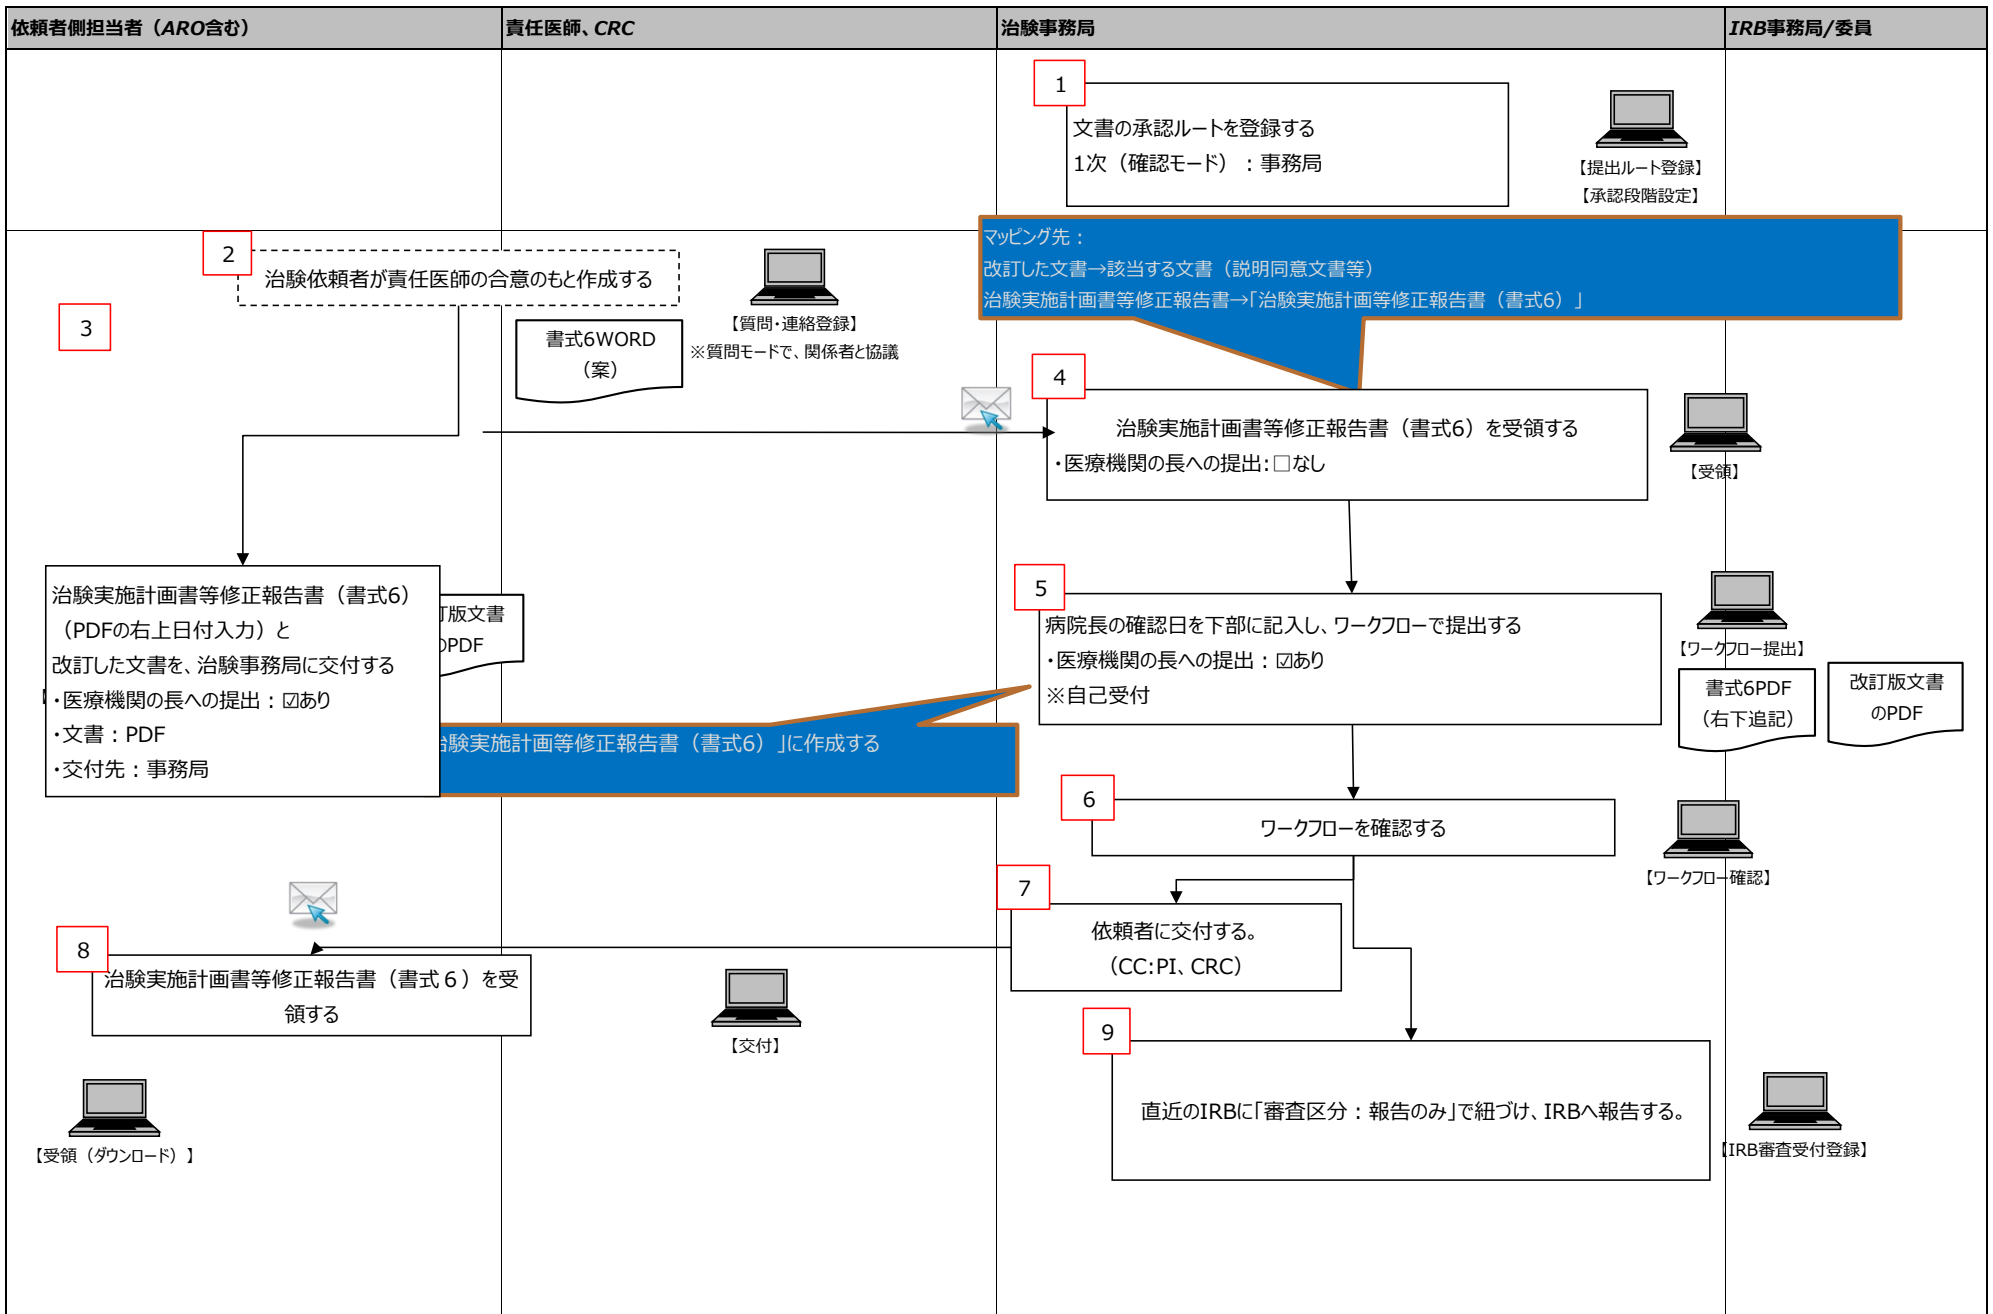 依頼者側担当者（ARO含む）
責任医師、CRC
治験事務局
IRB事務局/委員
1
文書の承認ルートを登録する
1次（確認モード）：事務局
【提出ルート登録】
【承認段階設定】
マッピング先：
改訂した文書→該当する文書（説明同意文書等）
治験実施計画書等修正報告書→「治験実施計画等修正報告書（書式6）」
2
治験依頼者が責任医師の合意のもと作成する
【質問・連絡登録】
※質問モードで、関係者と協議
書式6WORD
（案）
3
4
治験実施計画書等修正報告書（書式6）を受領する
・医療機関の長への提出：□なし
【受領】
治験実施計画書等修正報告書（書式6）
（PDFの右上日付入力）と
改訂した文書を、治験事務局に交付する
・医療機関の長への提出：☑あり
・文書：PDF
・交付先：事務局
版文書
PDF
5
病院長の確認日を下部に記入し、ワークフローで提出する
・医療機関の長への提出：☑あり
※自己受付
【ワークフロー提出】
書式6PDF
（右下追記）
改訂版文書
のPDF
験実施計画等修正報告書（書式6）」に作成する
6
ワークフローを確認する
【ワークフロー確認】
7
依頼者に交付する。
（CC:PI、CRC）
【交付】
8
治験実施計画書等修正報告書（書式６）を受
領する
【受領（ダウンロード）】
9
直近のIRBに「審査区分：報告のみ」で紐づけ、IRBへ報告する。
【IRB審査受付登録】